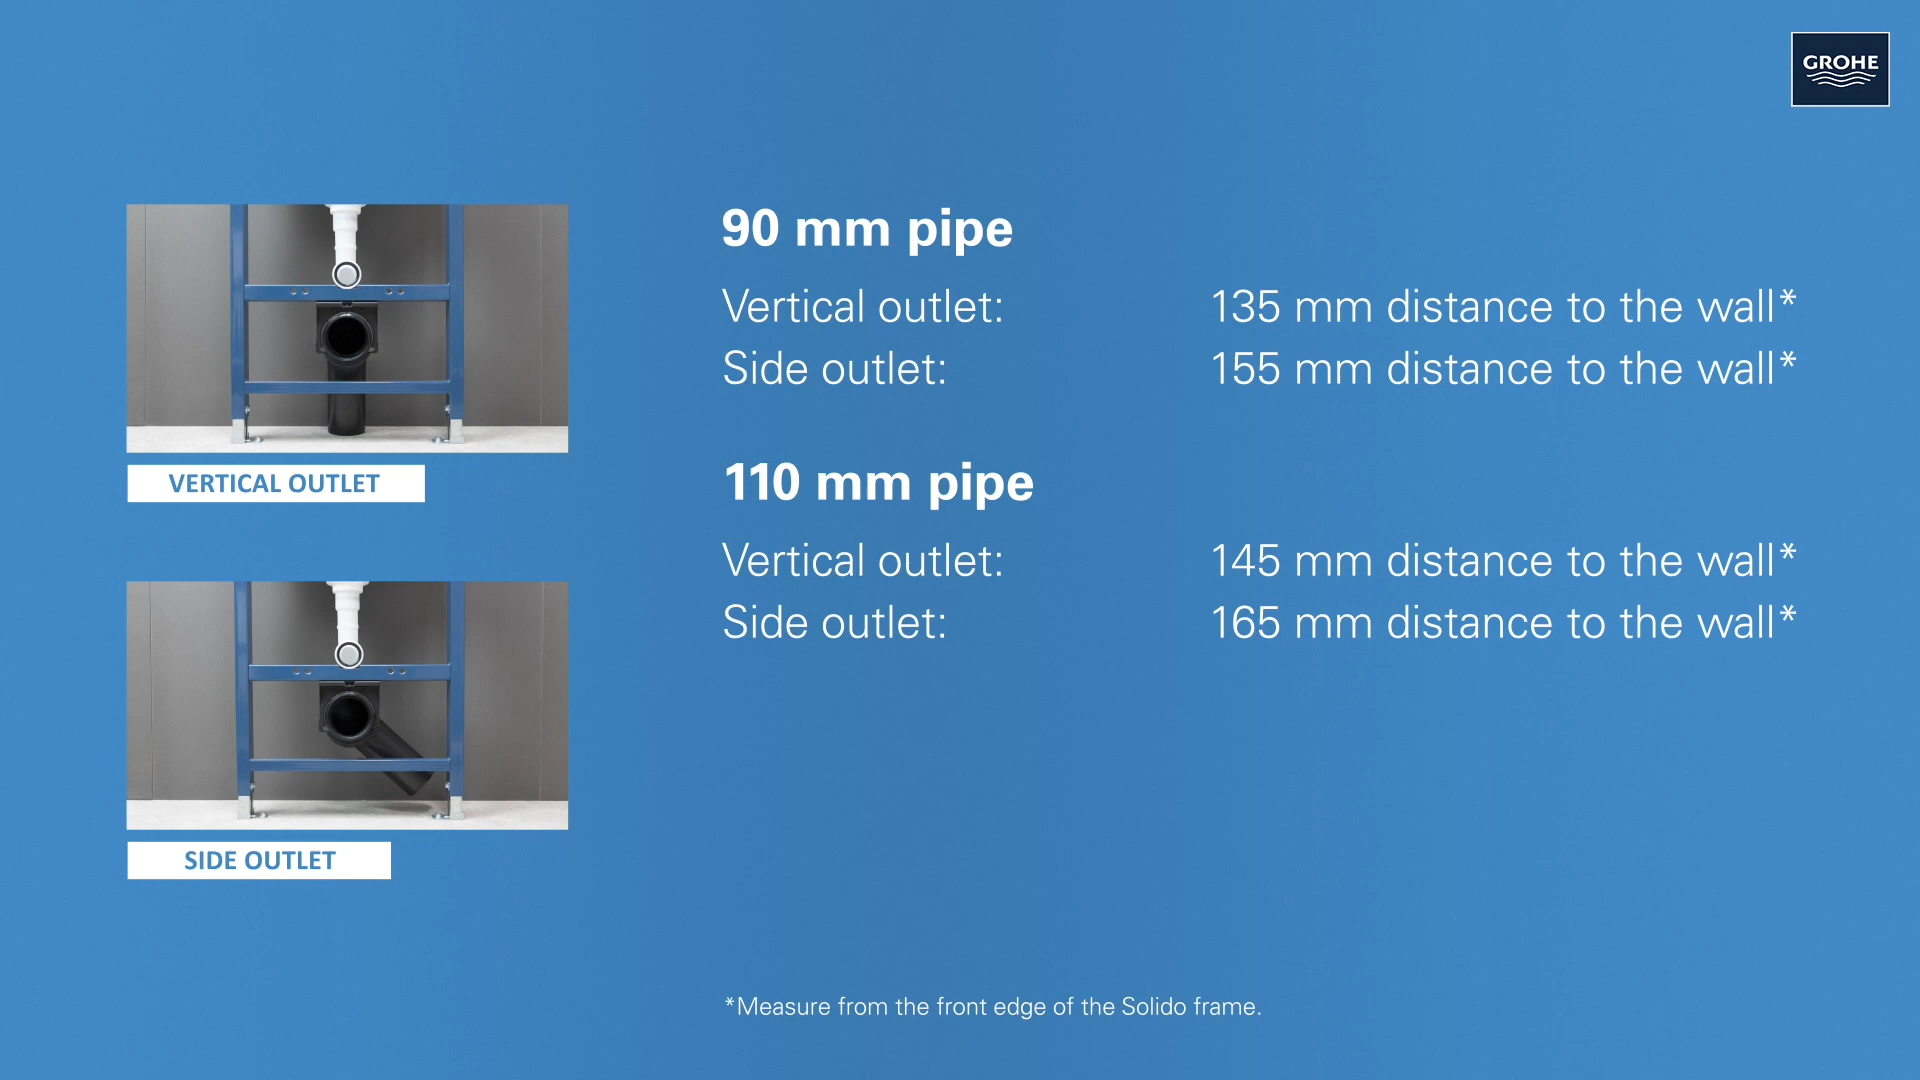 GROHE
90 mm pipe
Vertical outlet: 135 mm distance to the wall*
Side outlet: 155 mm distance to the wall*
VERTICAL OUTLET
110 mm pipe
Vertical outlet: 145 mm distance to the wall*
Side outlet: 165 mm distance to the wall*
SIDE OUTLET
*Measure from the front edge of the Solido frame.